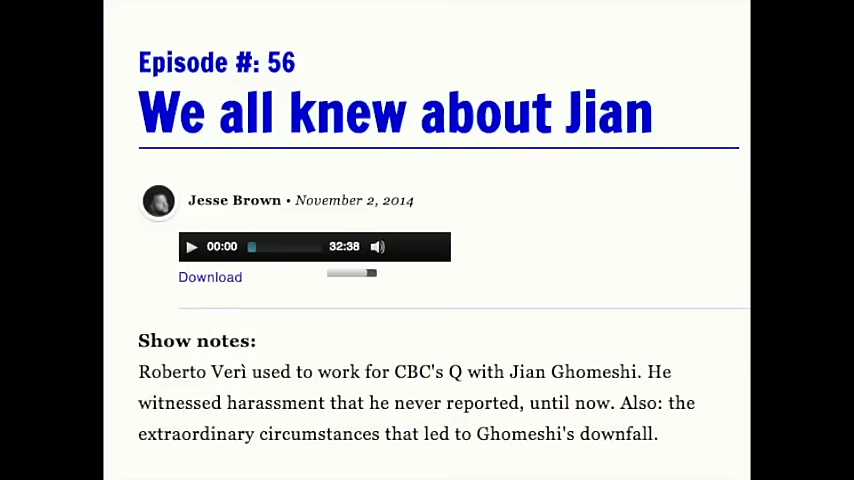 Episode #: 56
We all knew about Jian
Jesse Brown • November 2, 2014
00:00 32:38
Download
Show notes:
Roberto Verì used to work for CBC's Q with Jian Ghomeshi. He
witnessed harassment that he never reported, until now. Also: the
extraordinary circumstances that led to Ghomeshi's downfall.